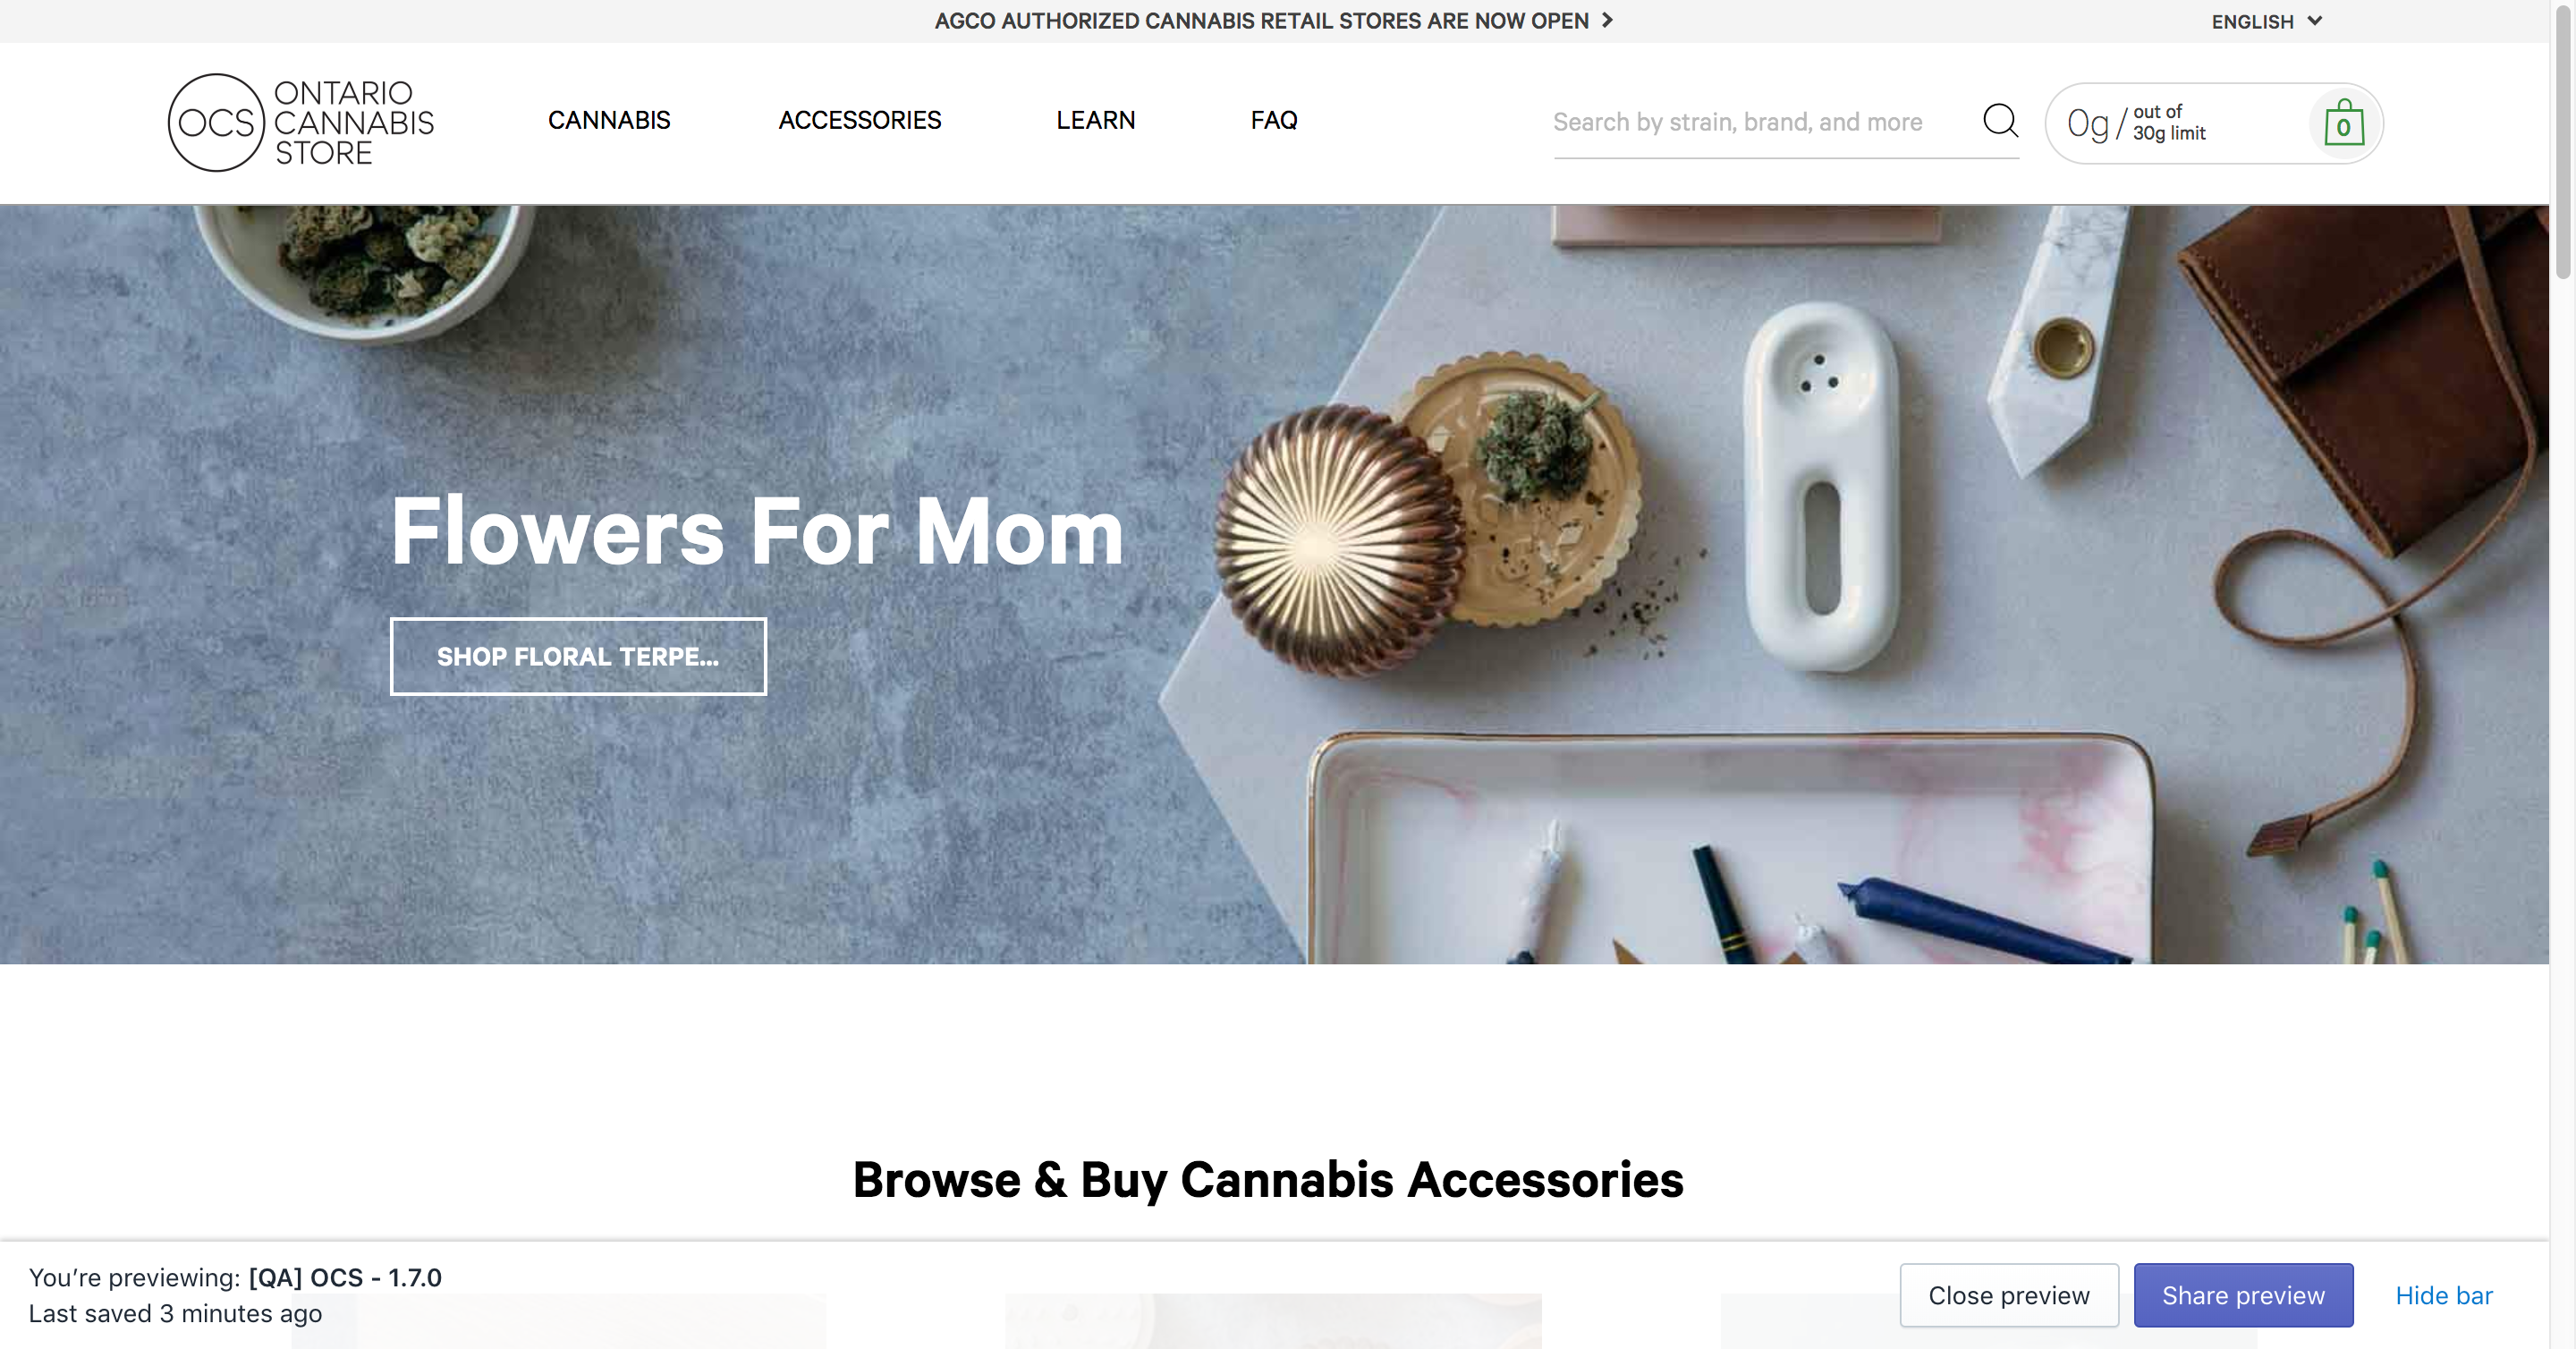 AGCO AUTHORIZED CANNABIS RETAIL STORES ARE NOW OPEN
ENGLISH
OCS
ONTARIO
CANNABIS
STORE
CANNABIS
ACCESSORIES
LEARN
FAQ
Search by strain, brand, and more
0g / out of
30g limit
0
Flowers For Mom
SHOP FLORAL TERPE...
Browse & Buy Cannabis Accessories
You’re previewing: [QA] OCS - 1.7.0
Last saved 3 minutes ago
Close preview
Share preview
Hide bar